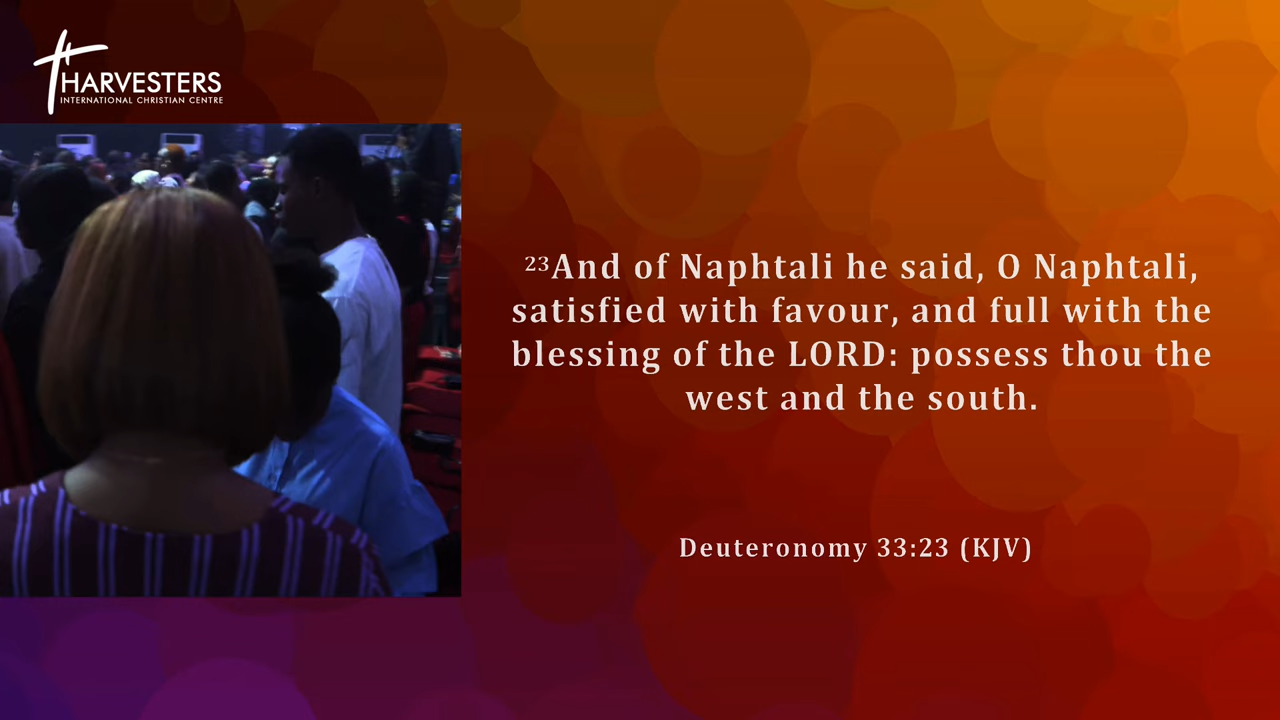 HARVESTERS
INTERNATIONAL CHRISTIAN CENTRE
23And of Naphtali he said, O Naphtali,
satisfied with favour, and full with the
blessing of the LORD: possess thou the
west and the south.
Deuteronomy 33:23 (KJV)